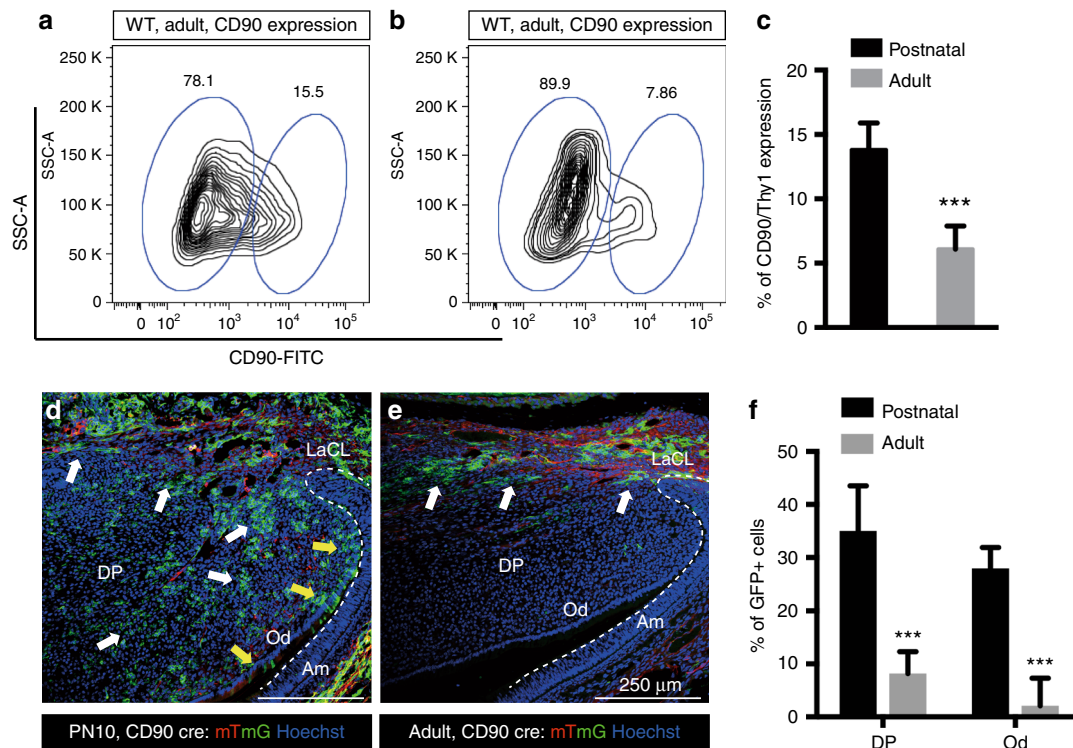 a
WT, adult, CD90 expression
250 K
200 K
150 K
100 K
50 K
0
SSC-A
SSC-A
78.1
15.5
0 10² 10³ 10⁴ 10⁵
CD90-FITC
b
WT, adult, CD90 expression
250 K
200 K
150 K
100 K
50 K
0
SSC-A
89.9
7.86
0 10² 10³ 10⁴ 10⁵
c
Postnatal
Adult
% of CD90/Thy1 expression
20
15
10
5
0
***
d
LaCL
DP
Od
Am
PN10, CD90 cre: mTmG Hoechst
e
LaCL
DP
Od
Am
250 µm
Adult, CD90 cre: mTmG Hoechst
f
Postnatal
Adult
% of GFP+ cells
50
40
30
20
10
0
***
***
DP Od